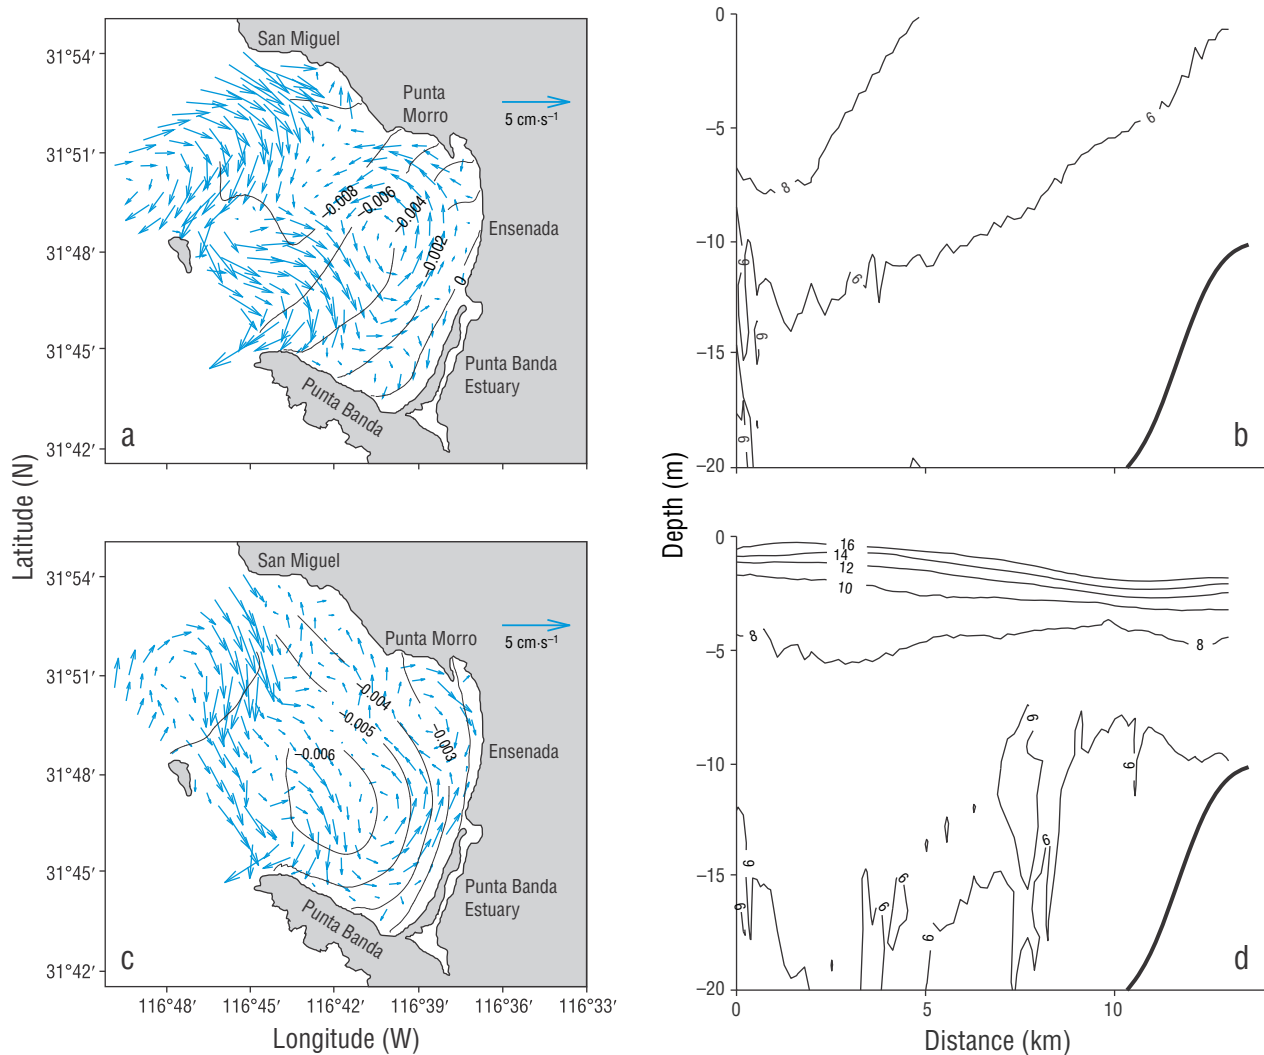 San Miguel
Punta
Morro
5 cm·s⁻¹
−0.008
−0.006
−0.004
−0.002
0
Ensenada
Punta Banda
Estuary
Punta Banda
a
31°54′
31°51′
31°48′
31°45′
31°42′
0
−5
−10
−15
−20
8
6
6
6
6
6
b
San Miguel
Punta Morro
5 cm·s⁻¹
−0.004
−0.005
−0.003
−0.006
Ensenada
Punta Banda
Estuary
Punta Banda
c
31°54′
31°51′
31°48′
31°45′
31°42′
116°48′
116°45′
116°42′
116°39′
116°36′
116°33′
Longitude (W)
Latitude (N)
0
−5
−10
−15
−20
16
14
12
10
8
8
6
6
6
6
6
6
6
6
d
0
5
10
Distance (km)
Depth (m)